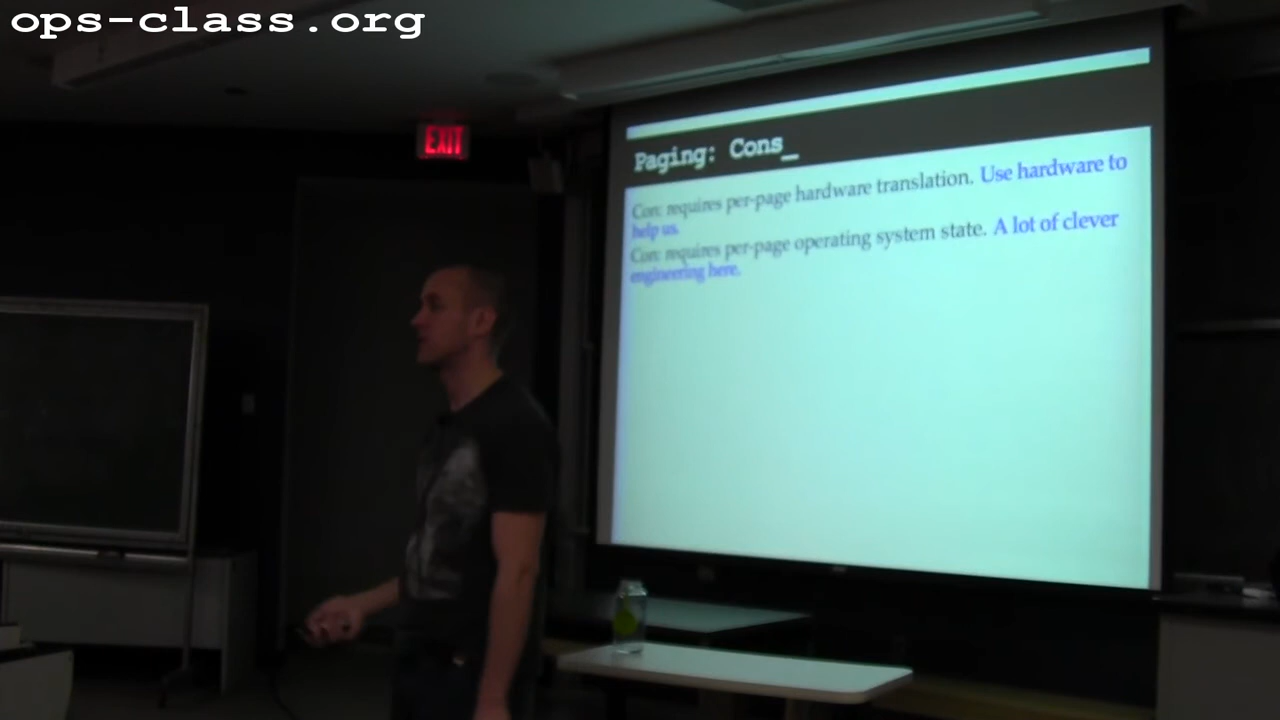 ops-class.org
EXIT
Paging: Cons_
Con: requires per-page hardware translation. Use hardware to
help us.
Con: requires per-page operating system state. A lot of clever
engineering here.